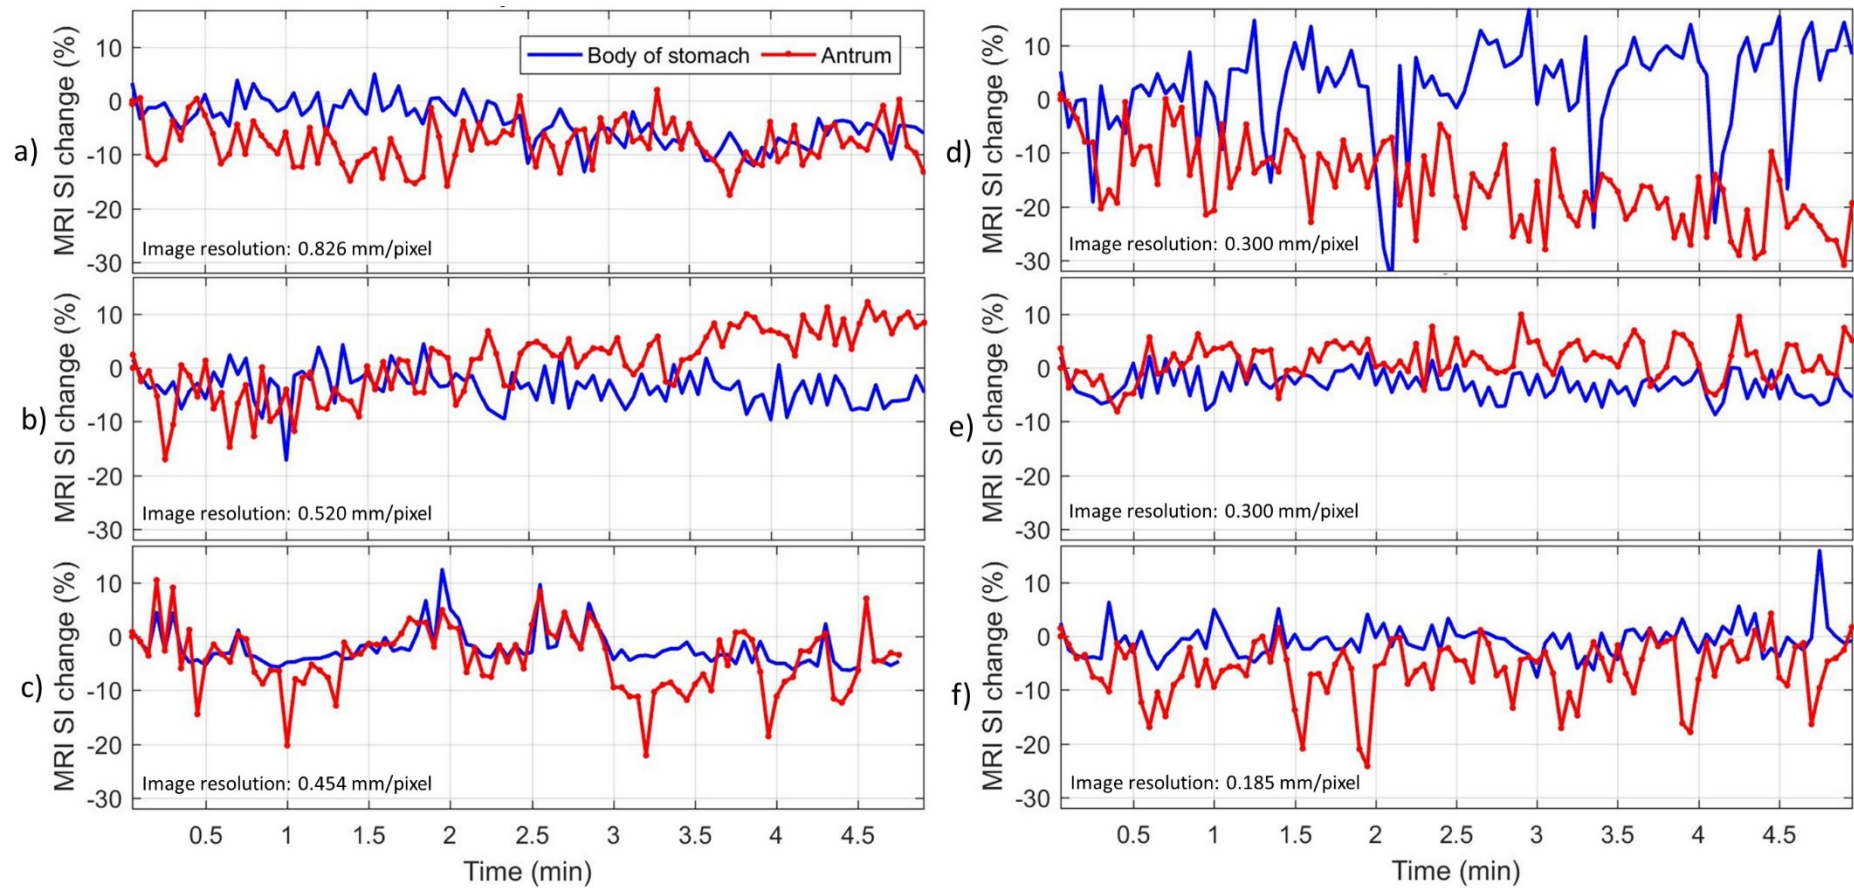 a)
MRI SI change (%)
10
0
-10
-20
-30
Body of stomach
Antrum
Image resolution: 0.826 mm/pixel
b)
MRI SI change (%)
10
0
-10
-20
-30
Image resolution: 0.520 mm/pixel
c)
MRI SI change (%)
10
0
-10
-20
-30
Image resolution: 0.454 mm/pixel
0.5 1 1.5 2 2.5 3 3.5 4 4.5
Time (min)
d)
MRI SI change (%)
10
0
-10
-20
-30
Image resolution: 0.300 mm/pixel
e)
MRI SI change (%)
10
0
-10
-20
-30
Image resolution: 0.300 mm/pixel
f)
MRI SI change (%)
10
0
-10
-20
-30
Image resolution: 0.185 mm/pixel
0.5 1 1.5 2 2.5 3 3.5 4 4.5
Time (min)